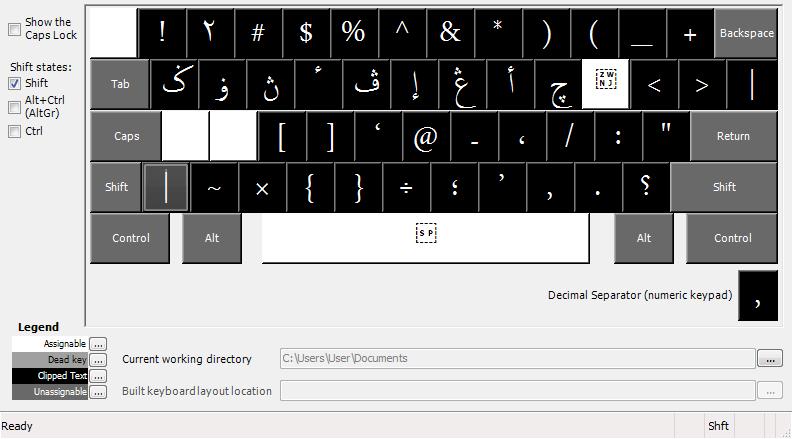 Show the
Caps Lock
Shift states:
Shift
Alt+Ctrl
(AltGr)
Ctrl
! ٢ # $ % ^ & * ) ( _ + Backspace
Tab ݢ ۏ ڽ ٔ ڤ إ ڠ أ چ ZWNJ < > |
Caps [ ] ‘ @ - ، / : " Return
Shift | ~ × { } ÷ ؛ ’ , . ؟ Shift
Control Alt SP Alt Control
Decimal Separator (numeric keypad) ,
Legend
Assignable ...
Dead key ...
Clipped Text ...
Unassignable ...
Current working directory C:\Users\User\Documents ...
Built keyboard layout location ...
Ready Shft